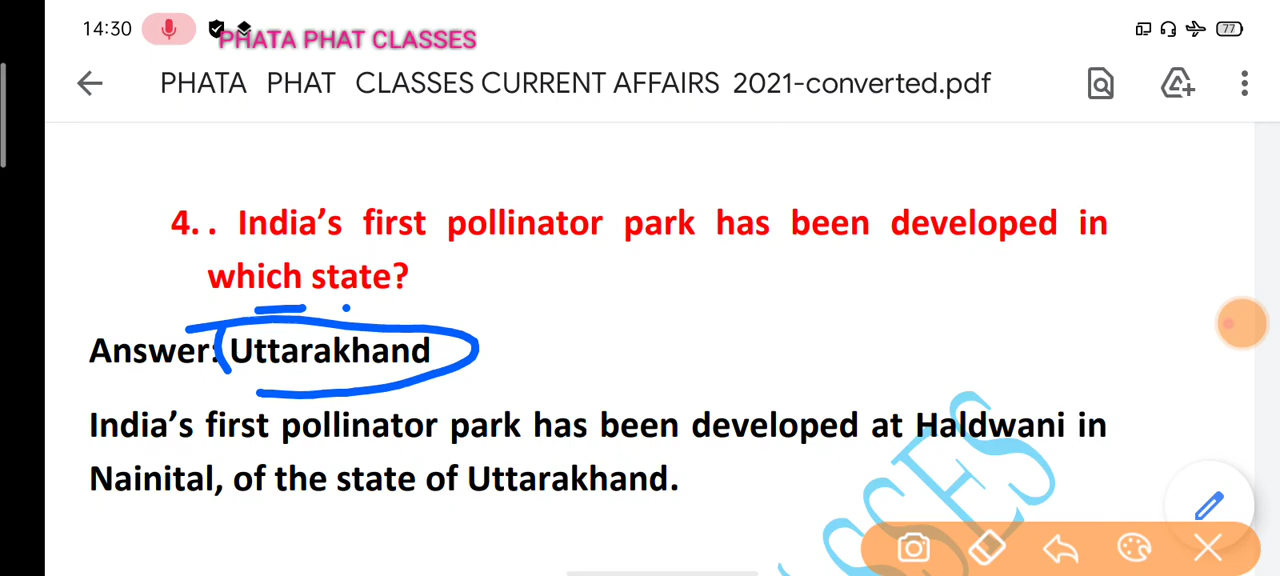 14:30
77
PHATA PHAT CLASSES
PHATA PHAT CLASSES CURRENT AFFAIRS 2021-converted.pdf
4. . India’s first pollinator park has been developed in
which state?
Answer: Uttarakhand
India’s first pollinator park has been developed at Haldwani in
Nainital, of the state of Uttarakhand.